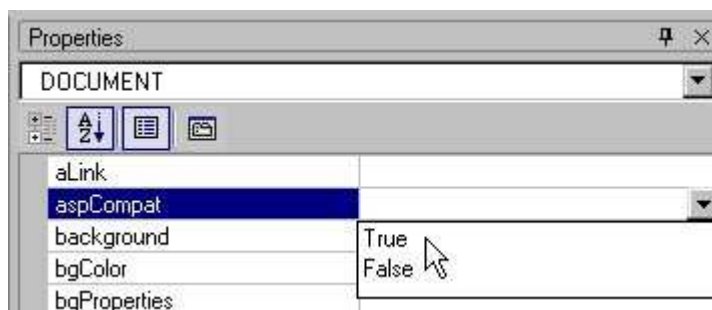 Properties
DOCUMENT
aLink
aspCompat
background
True
bgColor
False
bgProperties